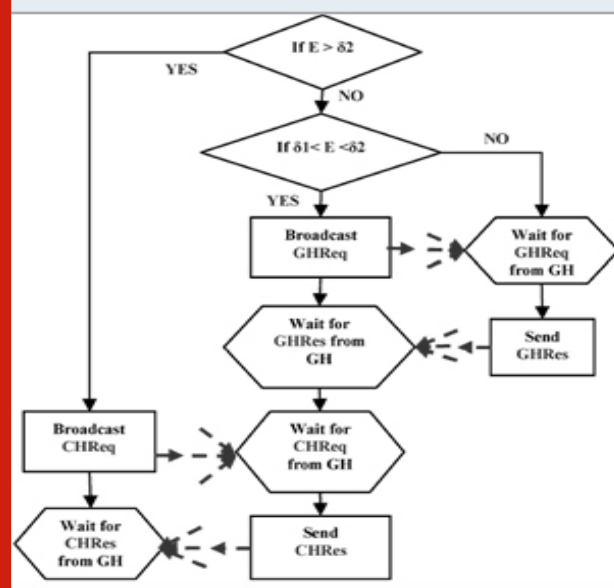 If E > δ2
YES
NO
If δ1< E <δ2
NO
YES
Broadcast
GHReq
Wait for
GHReq
from GH
Wait for
GHRes from
GH
Send
GHRes
Broadcast
CHReq
Wait for
CHReq
from GH
Wait for
CHRes
from GH
Send
CHRes